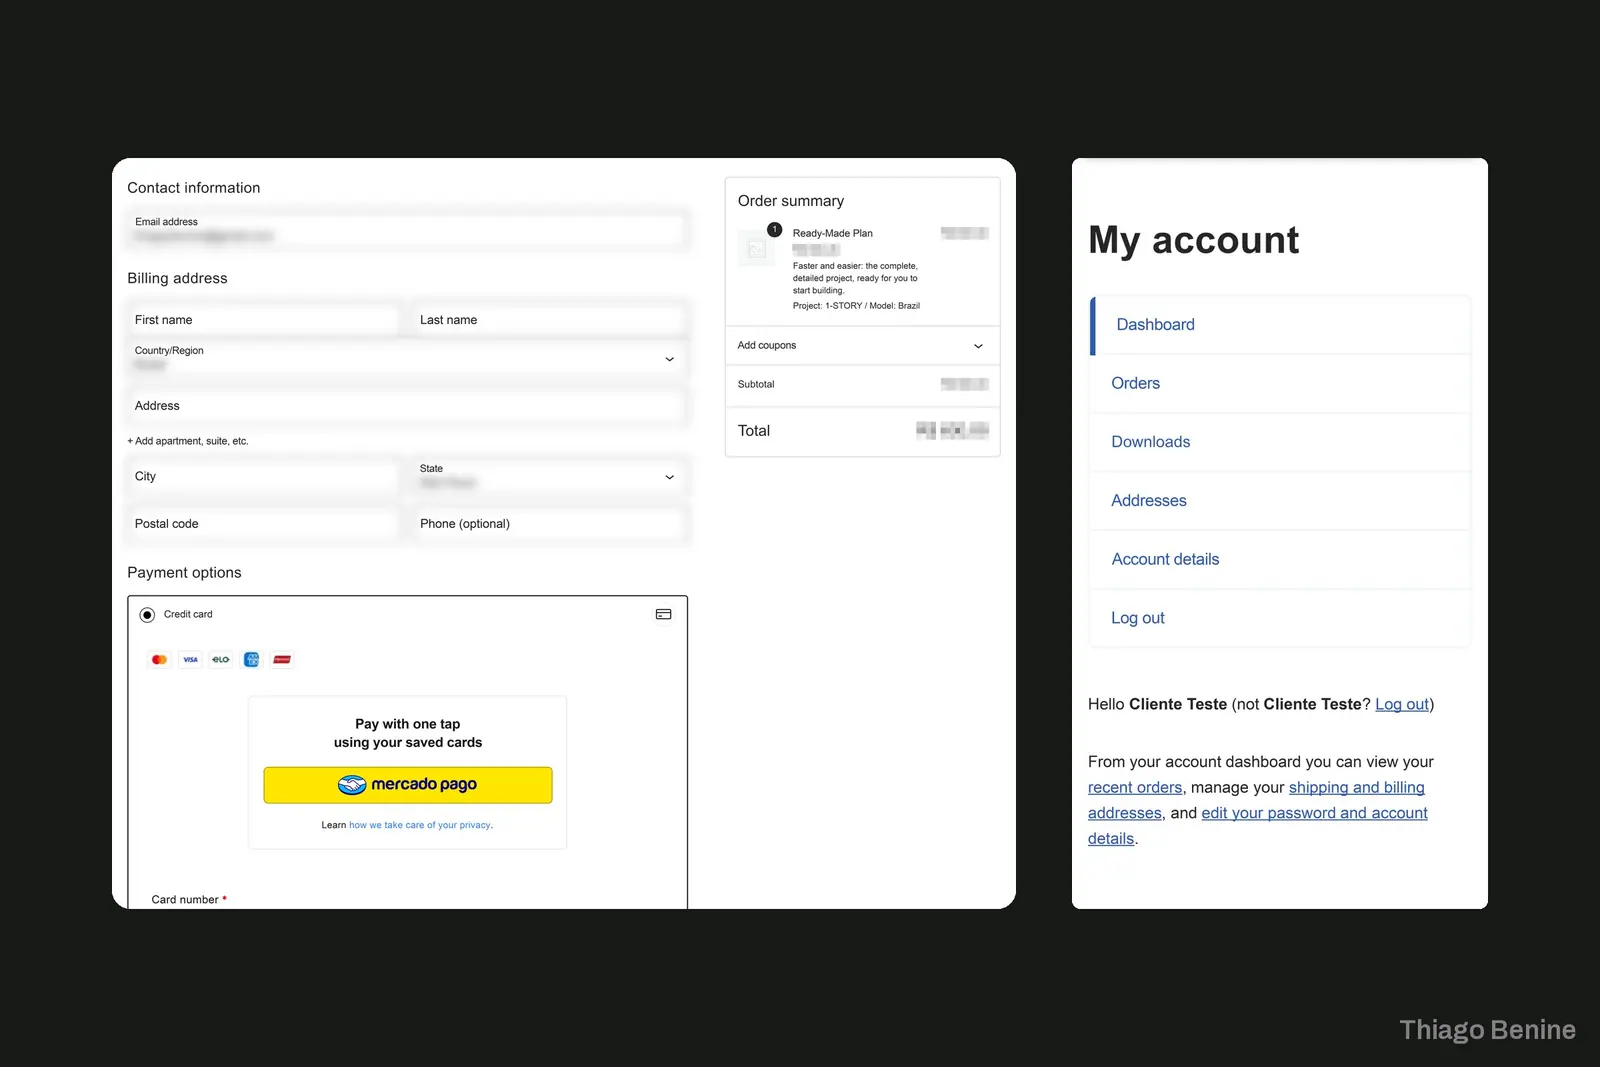 Contact information
Email address
Billing address
First name
Last name
Country/Region
Address
+ Add apartment, suite, etc.
City
State
Postal code
Phone (optional)
Payment options
Credit card
VISA
elo
Pay with one tap
using your saved cards
mercado pago
Learn how we take care of your privacy.
Card number *
Order summary
1
Ready-Made Plan
Faster and easier: the complete,
detailed project, ready for you to
start building.
Project: 1-STORY / Model: Brazil
Add coupons
Subtotal
Total
My account
Dashboard
Orders
Downloads
Addresses
Account details
Log out
Hello Cliente Teste (not Cliente Teste? Log out)
From your account dashboard you can view your
recent orders, manage your shipping and billing
addresses, and edit your password and account
details.
Thiago Benine